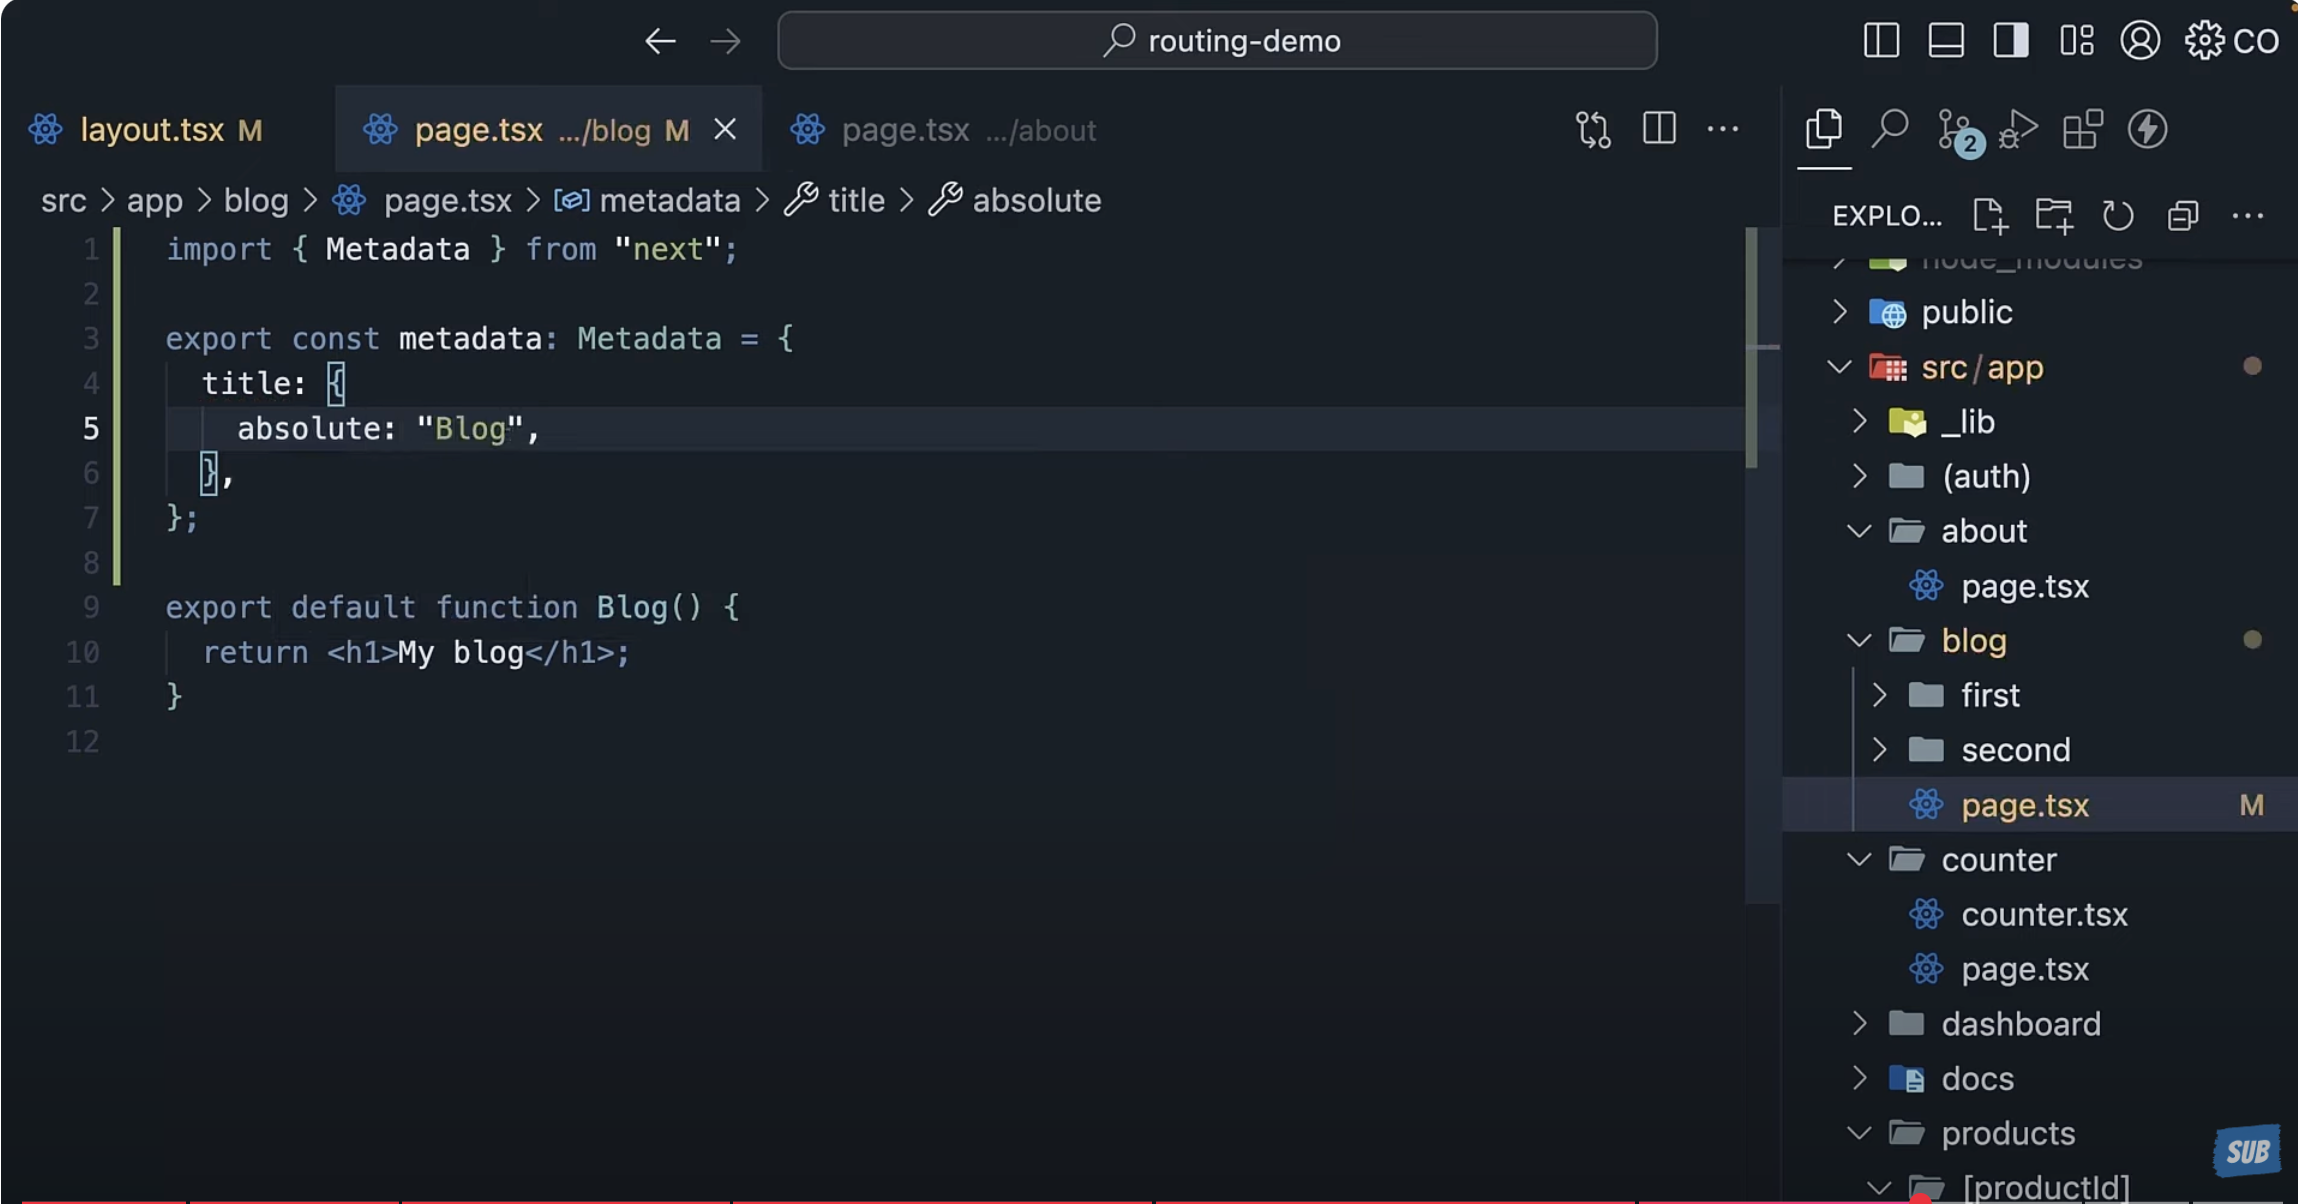 routing-demo
CO
layout.tsx M
page.tsx .../blog M
page.tsx .../about
2
src > app > blog > page.tsx > metadata > title > absolute
EXPLO...
1 import { Metadata } from "next";
2
3 export const metadata: Metadata = {
4 title: {
5 absolute: "Blog",
6 },
7 };
8
9 export default function Blog() {
10 return <h1>My blog</h1>;
11 }
12
node_modules
public
src/app
_lib
(auth)
about
page.tsx
blog
first
second
page.tsx M
counter
counter.tsx
page.tsx
dashboard
docs
products
[productId]
SUB